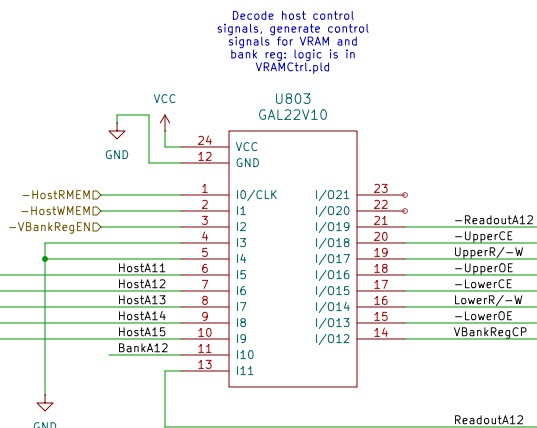 Decode host control
signals, generate control
signals for VRAM and
bank reg: logic is in
VRAMCtrl.pld
U803
GAL22V10
VCC
GND
24 VCC
12 GND
-HostRMEM 1 I0/CLK I/O21 23
-HostWMEM 2 I1 I/O20 22
-VBankRegEN 3 I2 I/O19 21 -ReadoutA12
4 I3 I/O18 20 -UpperCE
5 I4 I/O17 19 UpperR/-W
HostA11 6 I5 I/O16 18 -UpperOE
HostA12 7 I6 I/O15 17 -LowerCE
HostA13 8 I7 I/O14 16 LowerR/-W
HostA14 9 I8 I/O13 15 -LowerOE
HostA15 10 I9 I/O12 14 VBankRegCP
BankA12 11 I10
13 I11
GND
ReadoutA12